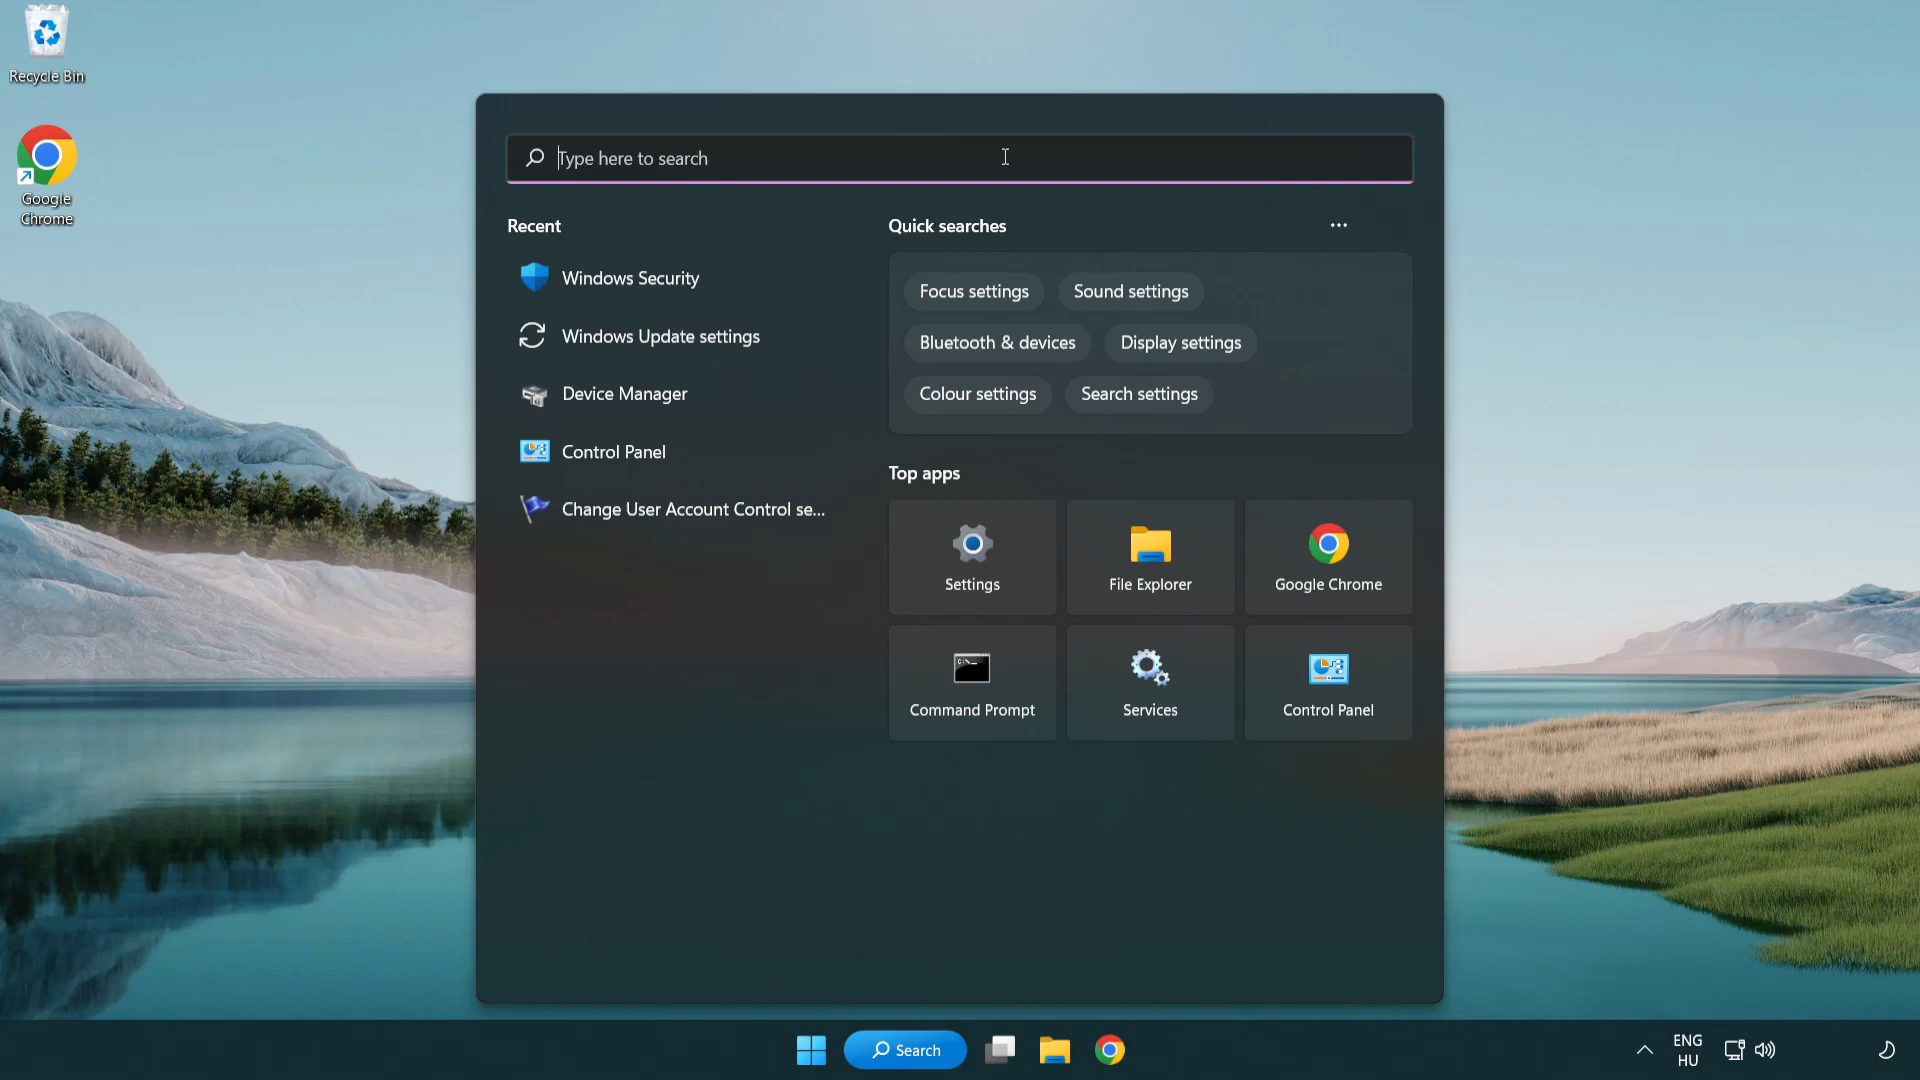 Recycle Bin
Google
Chrome
Type here to search
Recent
Windows Security
Windows Update settings
Device Manager
Control Panel
Change User Account Control se...
Quick searches
Focus settings
Sound settings
Bluetooth & devices
Display settings
Colour settings
Search settings
Top apps
Settings
File Explorer
Google Chrome
Command Prompt
Services
Control Panel
Search
ENG
HU